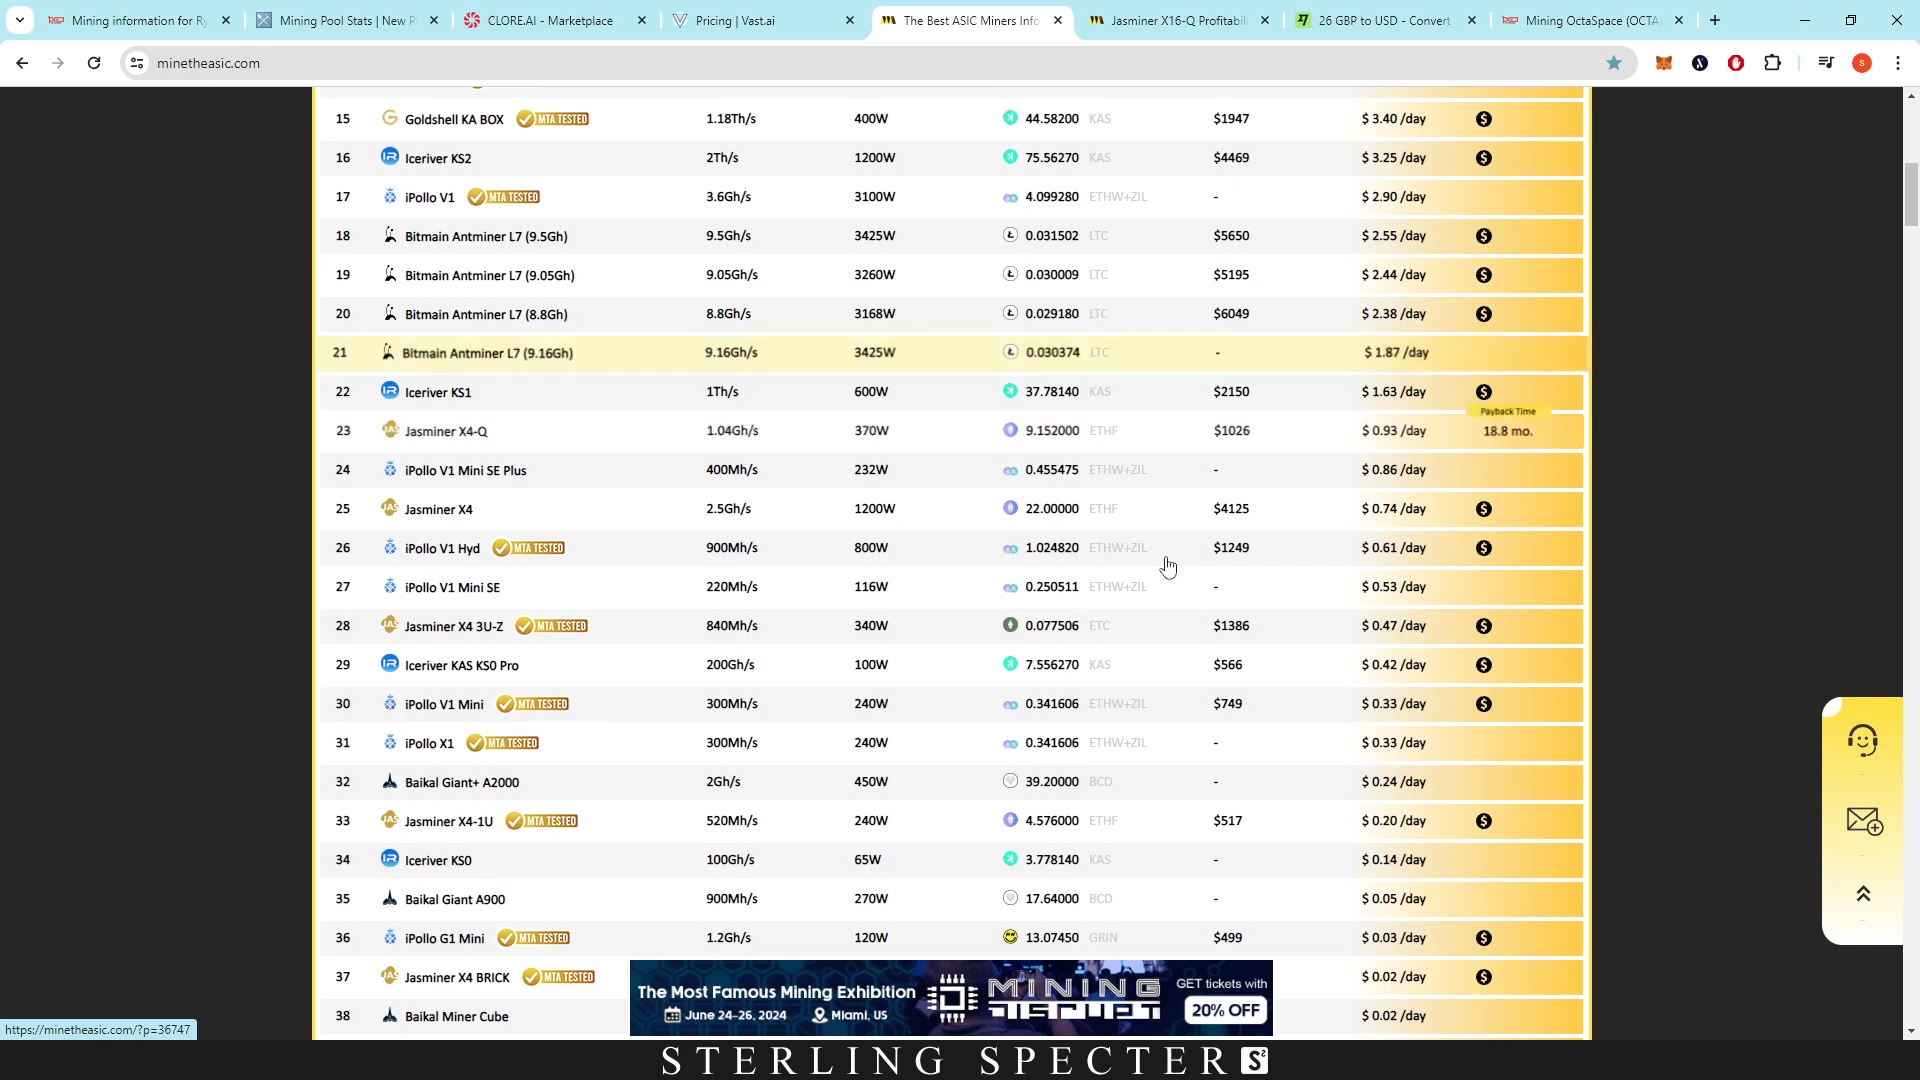 Mining information for Ry
Mining Pool Stats | New P
CLORE.AI - Marketplace
Pricing | Vast.ai
The Best ASIC Miners Info
Jasminer X16-Q Profitabil
26 GBP to USD - Convert
Mining OctaSpace (OCTA
minetheasic.com
S
15 Goldshell KA BOX MTA TESTED 1.18Th/s 400W 44.58200 KAS $1947 $ 3.40 /day
16 Iceriver KS2 2Th/s 1200W 75.56270 KAS $4469 $ 3.25 /day
17 iPollo V1 MTA TESTED 3.6Gh/s 3100W 4.099280 ETHW+ZIL - $ 2.90 /day
18 Bitmain Antminer L7 (9.5Gh) 9.5Gh/s 3425W 0.031502 LTC $5650 $ 2.55 /day
19 Bitmain Antminer L7 (9.05Gh) 9.05Gh/s 3260W 0.030009 LTC $5195 $ 2.44 /day
20 Bitmain Antminer L7 (8.8Gh) 8.8Gh/s 3168W 0.029180 LTC $6049 $ 2.38 /day
21 Bitmain Antminer L7 (9.16Gh) 9.16Gh/s 3425W 0.030374 LTC - $ 1.87 /day
22 Iceriver KS1 1Th/s 600W 37.78140 KAS $2150 $ 1.63 /day
Payback Time
23 Jasminer X4-Q 1.04Gh/s 370W 9.152000 ETHF $1026 $ 0.93 /day 18.8 mo.
24 iPollo V1 Mini SE Plus 400Mh/s 232W 0.455475 ETHW+ZIL - $ 0.86 /day
25 Jasminer X4 2.5Gh/s 1200W 22.00000 ETHF $4125 $ 0.74 /day
26 iPollo V1 Hyd MTA TESTED 900Mh/s 800W 1.024820 ETHW+ZIL $1249 $ 0.61 /day
27 iPollo V1 Mini SE 220Mh/s 116W 0.250511 ETHW+ZIL - $ 0.53 /day
28 Jasminer X4 3U-Z MTA TESTED 840Mh/s 340W 0.077506 ETC $1386 $ 0.47 /day
29 Iceriver KAS KS0 Pro 200Gh/s 100W 7.556270 KAS $566 $ 0.42 /day
30 iPollo V1 Mini MTA TESTED 300Mh/s 240W 0.341606 ETHW+ZIL $749 $ 0.33 /day
31 iPollo X1 MTA TESTED 300Mh/s 240W 0.341606 ETHW+ZIL - $ 0.33 /day
32 Baikal Giant+ A2000 2Gh/s 450W 39.20000 BCD - $ 0.24 /day
33 Jasminer X4-1U MTA TESTED 520Mh/s 240W 4.576000 ETHF $517 $ 0.20 /day
34 Iceriver KS0 100Gh/s 65W 3.778140 KAS - $ 0.14 /day
35 Baikal Giant A900 900Mh/s 270W 17.64000 BCD - $ 0.05 /day
36 iPollo G1 Mini MTA TESTED 1.2Gh/s 120W 13.07450 GRIN $499 $ 0.03 /day
37 Jasminer X4 BRICK MTA TESTED $ 0.02 /day
38 Baikal Miner Cube $ 0.02 /day
The Most Famous Mining Exhibition
June 24-26, 2024 Miami, US
MINING
DISRUPT
GET tickets with
20% OFF
https://minetheasic.com/?p=36747
STERLING SPECTER S²